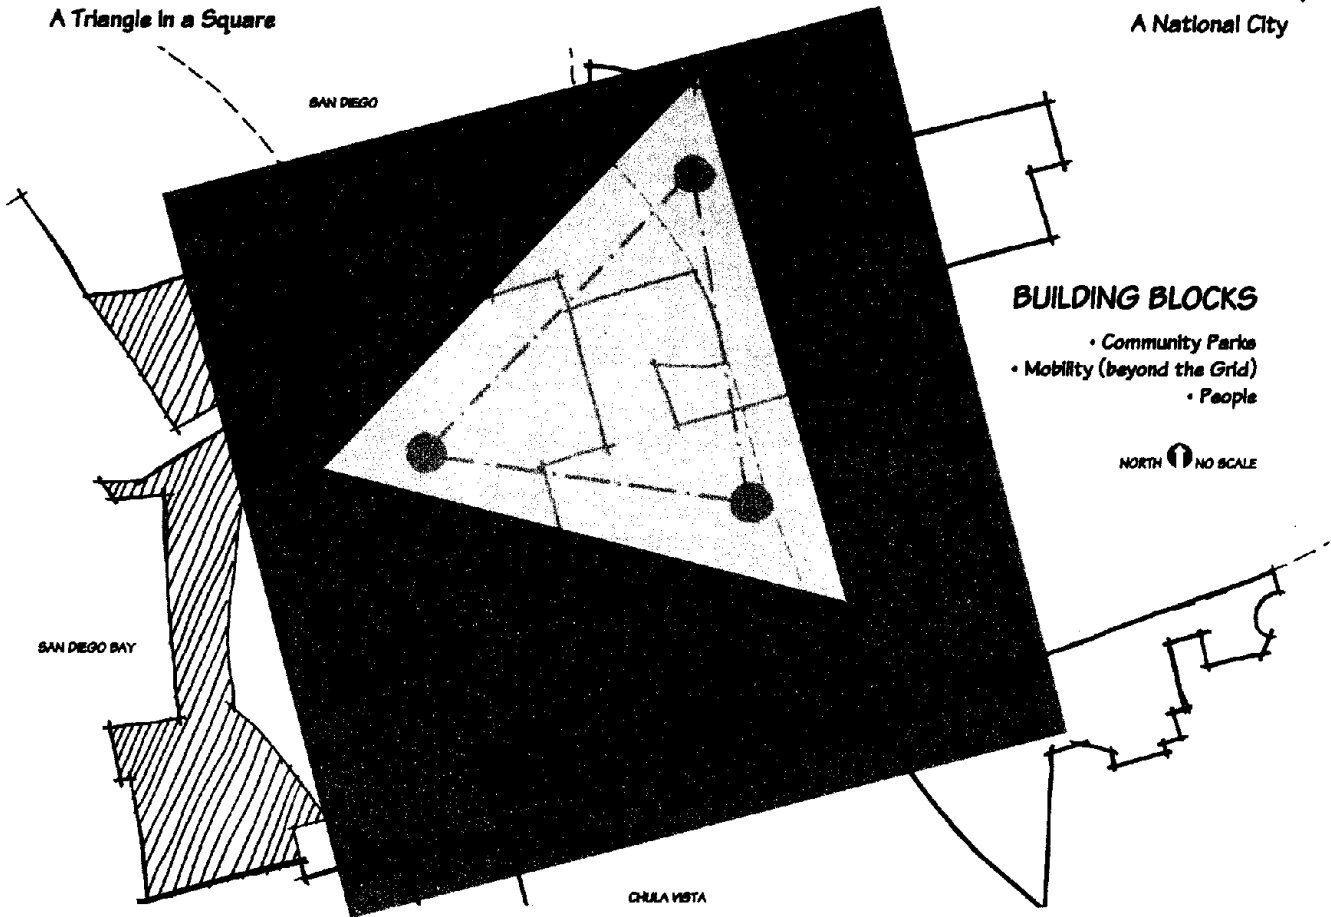 A Triangle in a Square
A National City
SAN DIEGO
BUILDING BLOCKS
• Community Parks
• Mobility (beyond the Grid)
• People
NORTH NO SCALE
SAN DIEGO BAY
CHULA VISTA